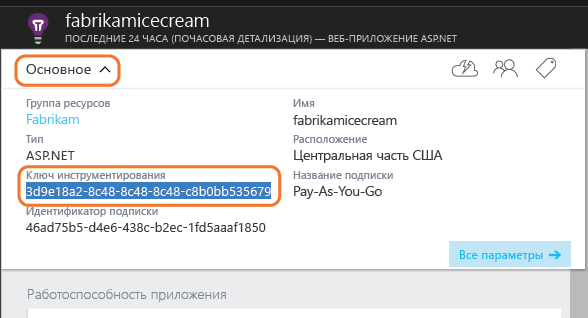 fabrikamicecream
ПОСЛЕДНИЕ 24 ЧАСА (ПОЧАСОВАЯ ДЕТАЛИЗАЦИЯ) — ВЕБ-ПРИЛОЖЕНИЕ ASP.NET
Основное
Группа ресурсов
Fabrikam
Имя
fabrikamicecream
Тип
ASP.NET
Расположение
Центральная часть США
Ключ инструментирования
3d9e18a2-8c48-8c48-8c48-c8b0bb535679
Название подписки
Pay-As-You-Go
Идентификатор подписки
46ad75b5-d4e6-438c-b2ec-1fd5aaaf1850
Все параметры →
Работоспособность приложения